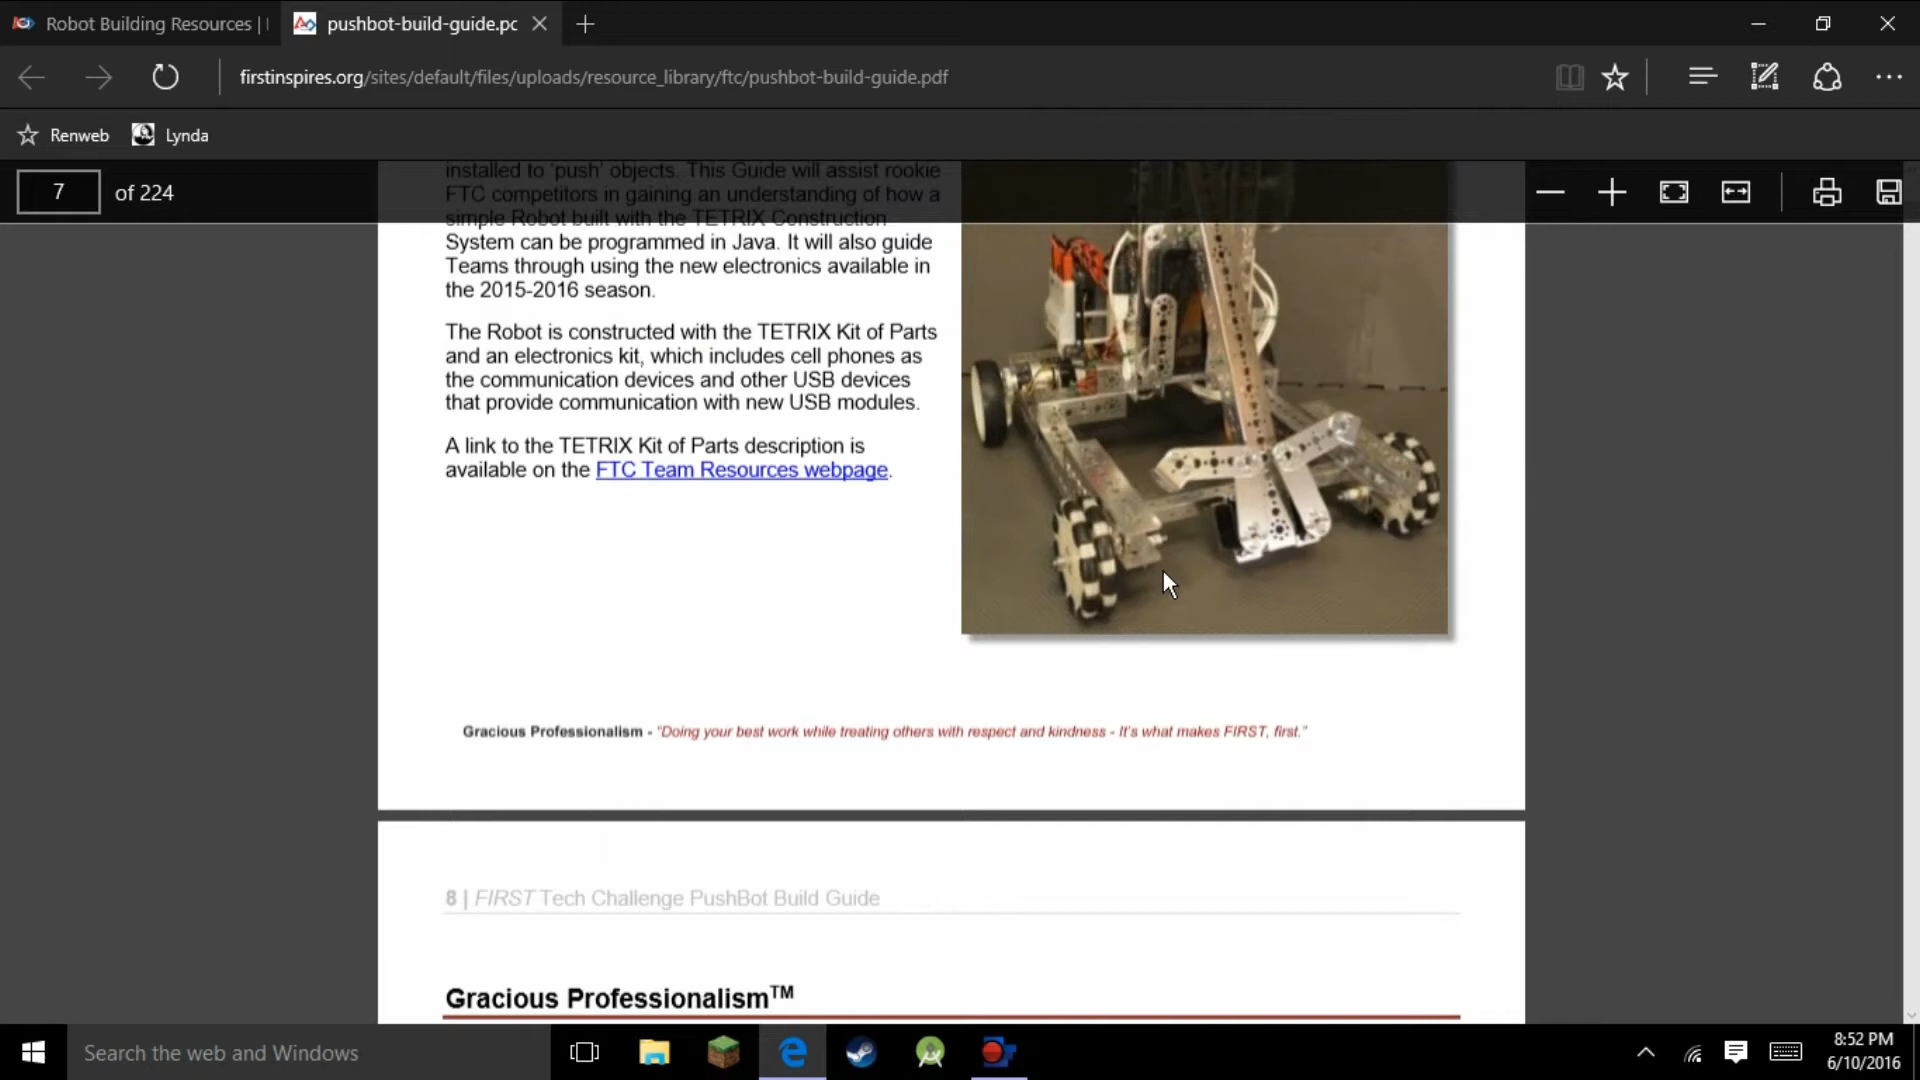 Robot Building Resources |
pushbot-build-guide.pc
firstinspires.org/sites/default/files/uploads/resource_library/ftc/pushbot-build-guide.pdf
Renweb
Lynda
7 of 224
installed to 'push' objects. This Guide will assist rookie
FTC competitors in gaining an understanding of how a
simple Robot built with the TETRIX Construction
System can be programmed in Java. It will also guide
Teams through using the new electronics available in
the 2015-2016 season.
The Robot is constructed with the TETRIX Kit of Parts
and an electronics kit, which includes cell phones as
the communication devices and other USB devices
that provide communication with new USB modules.
A link to the TETRIX Kit of Parts description is
available on the FTC Team Resources webpage.
Gracious Professionalism - "Doing your best work while treating others with respect and kindness - It's what makes FIRST, first."
8 | FIRST Tech Challenge PushBot Build Guide
Gracious Professionalism™
Search the web and Windows
8:52 PM
6/10/2016